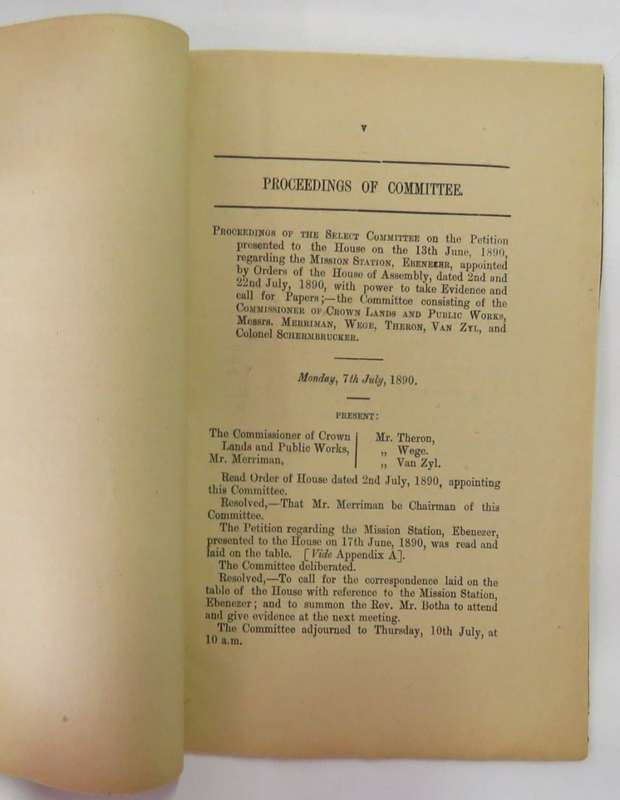 V
PROCEEDINGS OF COMMITTEE.
PROCEEDINGS OF THE SELECT COMMITTEE on the Petition
presented to the House on the 13th June, 1890,
regarding the MISSION STATION, EBENEZER, appointed
by Orders of the House of Assembly, dated 2nd and
22nd July, 1890, with power to take Evidence and
call for Papers;—the Committee consisting of the
COMMISSIONER OF CROWN LANDS AND PUBLIC WORKS,
Messrs. MERRIMAN, WEGE, THERON, VAN ZYL, and
Colonel SCHERMBRUCKER.
Monday, 7th July, 1890.
PRESENT:
The Commissioner of Crown
Lands and Public Works,
Mr. Merriman,
Mr. Theron,
„ Wege.
„ Van Zyl.
Read Order of House dated 2nd July, 1890, appointing
this Committee.
Resolved,—That Mr. Merriman be Chairman of this
Committee.
The Petition regarding the Mission Station, Ebenezer,
presented to the House on 17th June, 1890, was read and
laid on the table. [Vide Appendix A].
The Committee deliberated.
Resolved,—To call for the correspondence laid on the
table of the House with reference to the Mission Station,
Ebenezer; and to summon the Rev. Mr. Botha to attend
and give evidence at the next meeting.
The Committee adjourned to Thursday, 10th July, at
10 a.m.